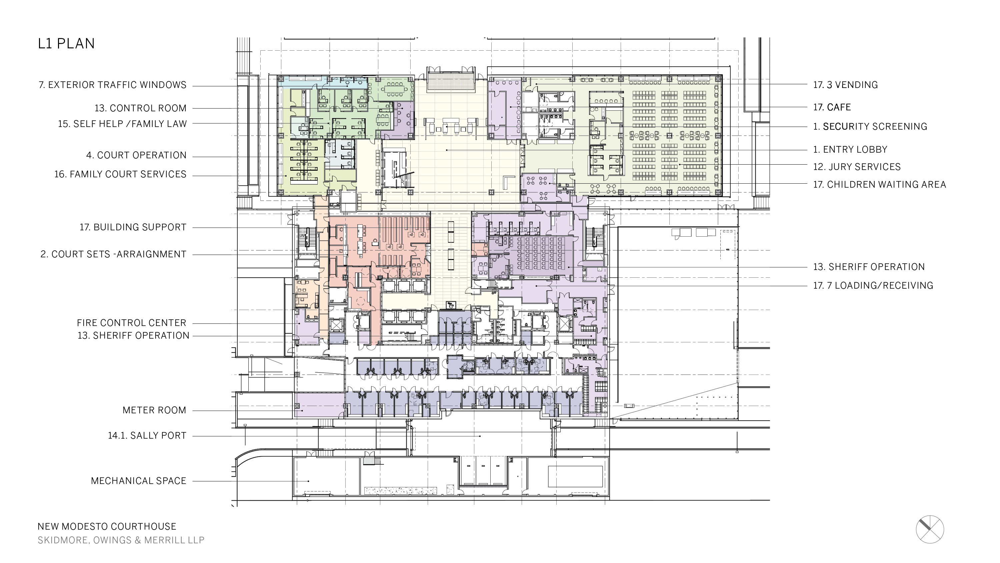 L1 PLAN
7. EXTERIOR TRAFFIC WINDOWS
13. CONTROL ROOM
15. SELF HELP /FAMILY LAW
4. COURT OPERATION
16. FAMILY COURT SERVICES
17. BUILDING SUPPORT
2. COURT SETS -ARRAIGNMENT
FIRE CONTROL CENTER
13. SHERIFF OPERATION
METER ROOM
14.1. SALLY PORT
MECHANICAL SPACE
17. 3 VENDING
17. CAFE
1. SECURITY SCREENING
1. ENTRY LOBBY
12. JURY SERVICES
17. CHILDREN WAITING AREA
13. SHERIFF OPERATION
17. 7 LOADING/RECEIVING
NEW MODESTO COURTHOUSE
SKIDMORE, OWINGS & MERRILL LLP